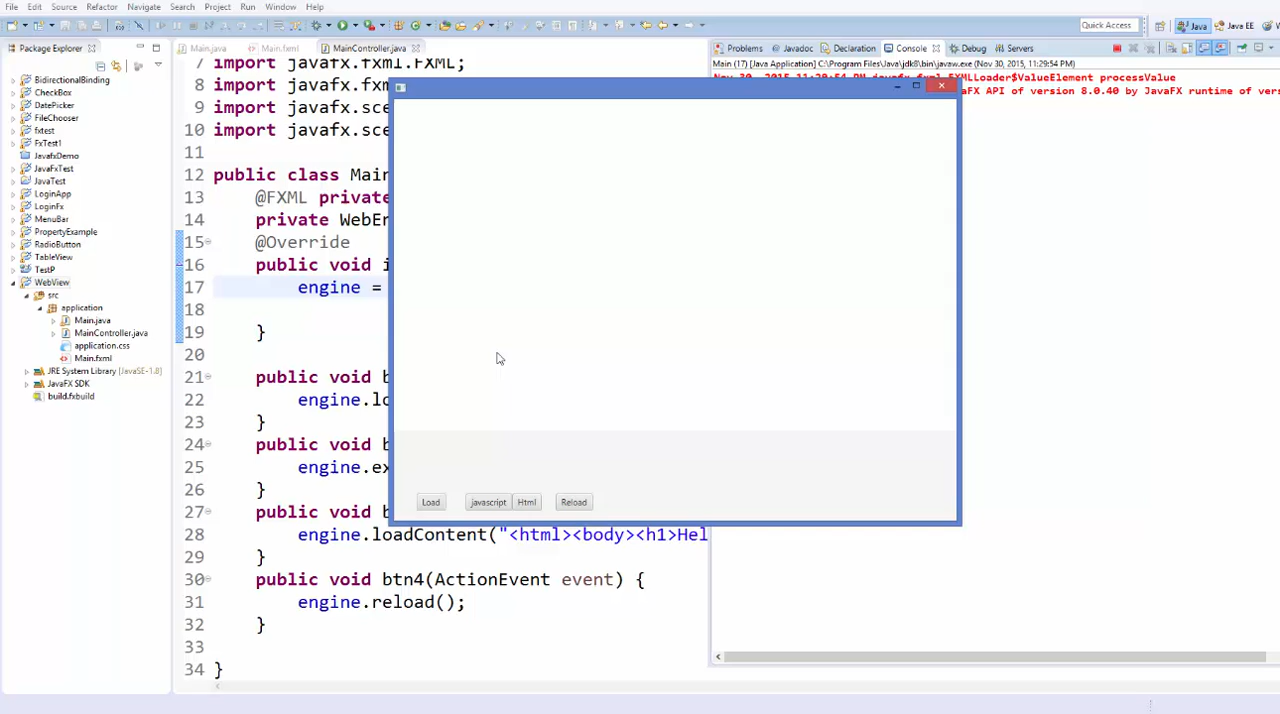 File Edit Source Refactor Navigate Search Project Run Window Help
Quick Access Java Java EE
Package Explorer
Main.java Main.fxml MainController.java
Problems Javadoc Declaration Console Debug Servers
Main (17) [Java Application] C:\Program Files\Java\jdk8\bin\javaw.exe (Nov 30, 2015, 11:29:54 PM)
Nov 30, 2015 11:29:54 PM javafx.fxml.FXMLLoader$ValueElement processValue
aFX API of version 8.0.40 by JavaFX runtime of vers
BidirectionalBinding
CheckBox
DatePicker
FileChooser
fxtest
FxTest1
JavafxDemo
JavaFxTest
JavaTest
LoginApp
LoginFx
MenuBar
PropertyExample
RadioButton
TableView
TestP
WebView
src
application
Main.java
MainController.java
application.css
Main.fxml
JRE System Library [JavaSE-1.8]
JavaFX SDK
build.fxbuild
7 import javafx.fxml.FXML;
8 import javafx.fxm
9 import javafx.sce
10 import javafx.sce
11
12 public class Main
13 @FXML private
14 private WebEn
15 @Override
16 public void i
17 engine =
18
19 }
20
21 public void b
22 engine.lo
23 }
24 public void b
25 engine.ex
26 }
27 public void b
28 engine.loadContent("<html><body><h1>Hel
29 }
30 public void btn4(ActionEvent event) {
31 engine.reload();
32 }
33
34 }
Load javascript Html Reload